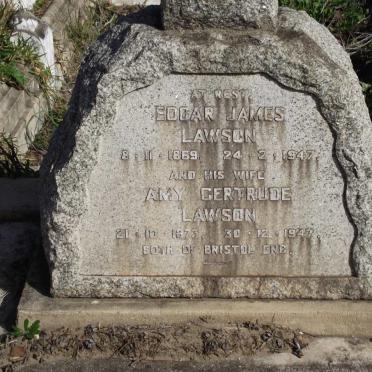 AT REST
EDGAR JAMES
LAWSON
8 · 11 · 1869. 24 · 2 · 1947.
AND HIS WIFE
AMY GERTRUDE
LAWSON
21 · 10 · 1873. 30 · 12 · 1947.
BOTH OF BRISTOL ENG.